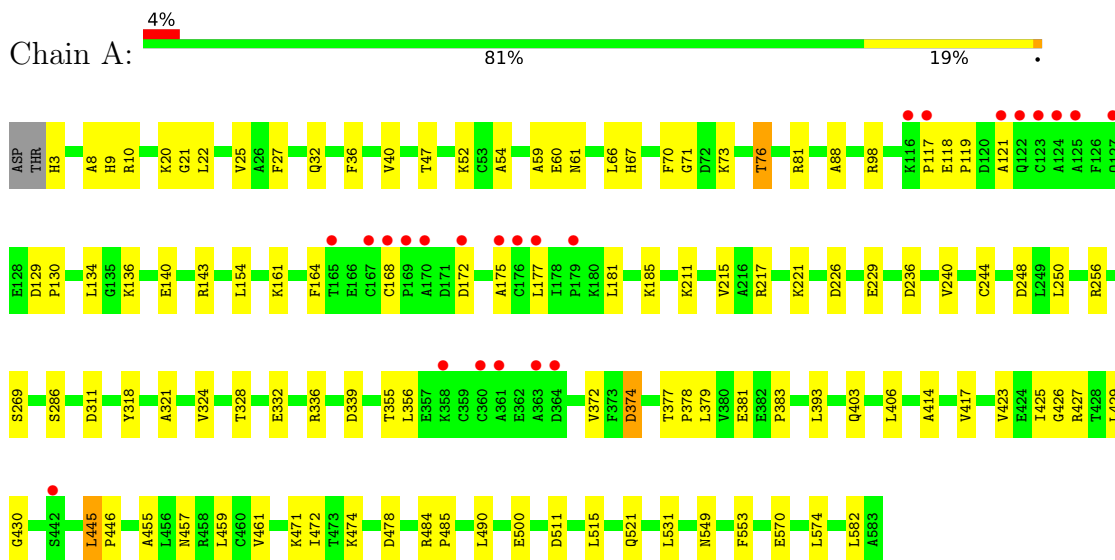 4%
Chain A:
81% 19% •
ASP THR H3 A8 H9 R10 K20 G21 L22 V25 A26 F27 Q32 F36 V40 T47 K52 C53 A54 A59 E60 N61 L66 H67 F70 G71 D72 K73 T76 R81 A88 R98 K116 P117 E118 P119 D120 A121 Q122 C123 A124 A125 F126 Q127
E128 D129 P130 L134 G135 K136 E140 R143 L154 K161 F164 T165 E166 C167 C168 P169 A170 D171 D172 A175 C176 L177 I178 P179 K180 L181 K185 K211 V215 A216 R217 K221 D226 E229 D236 V240 C244 D248 L249 L250 R256
S269 S286 D311 Y318 A321 V324 T328 E332 R336 D339 T355 L356 E357 K358 C359 C360 A361 E362 A363 D364 V372 F373 D374 T377 P378 L379 V380 E381 E382 P383 L393 Q403 L406 A414 V417 V423 E424 I425 G426 R427 T428 L429
G430 S442 L445 P446 A455 L456 N457 R458 L459 C460 V461 K471 I472 T473 K474 D478 R484 P485 L490 E500 D511 L515 Q521 L531 N549 F553 E570 L574 L582 A583